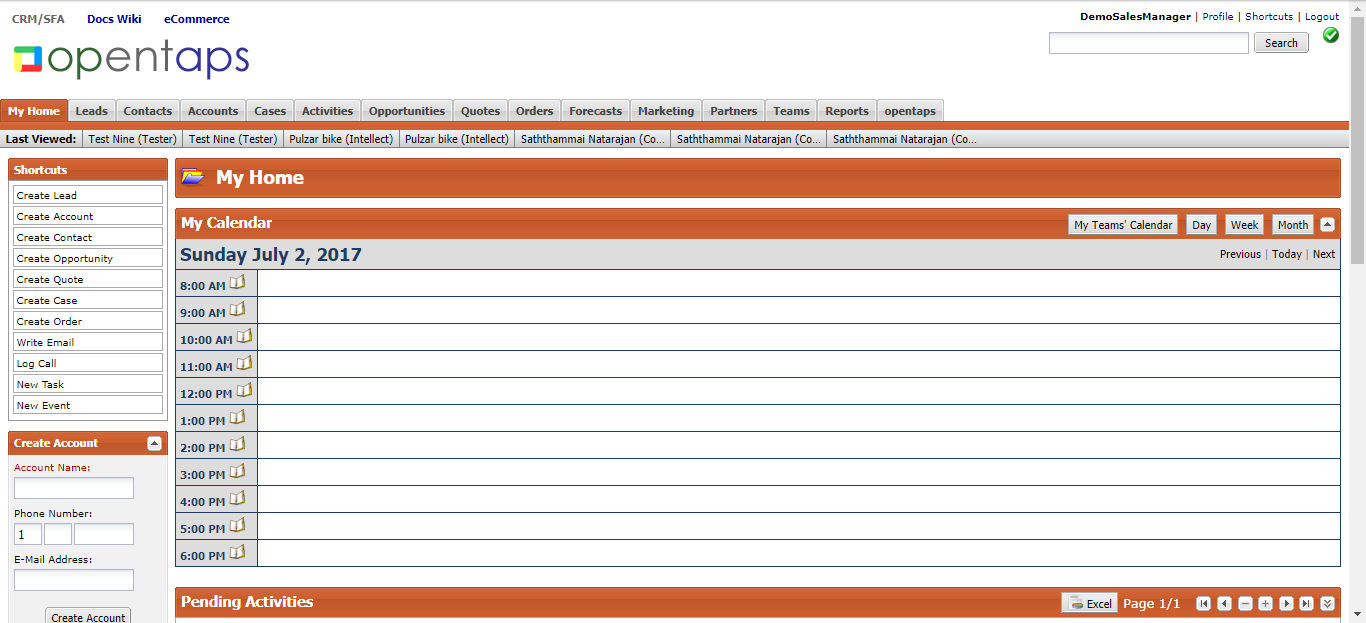 CRM/SFA Docs Wiki eCommerce
DemoSalesManager | Profile | Shortcuts | Logout
opentaps
Search
My Home Leads Contacts Accounts Cases Activities Opportunities Quotes Orders Forecasts Marketing Partners Teams Reports opentaps
Last Viewed: Test Nine (Tester) Test Nine (Tester) Pulzar bike (Intellect) Pulzar bike (Intellect) Saththammai Natarajan (Co... Saththammai Natarajan (Co... Saththammai Natarajan (Co...
Shortcuts
Create Lead
Create Account
Create Contact
Create Opportunity
Create Quote
Create Case
Create Order
Write Email
Log Call
New Task
New Event
Create Account
Account Name:
Phone Number:
1
E-Mail Address:
Create Account
My Home
My Calendar My Teams' Calendar Day Week Month
Sunday July 2, 2017 Previous | Today | Next
8:00 AM
9:00 AM
10:00 AM
11:00 AM
12:00 PM
1:00 PM
2:00 PM
3:00 PM
4:00 PM
5:00 PM
6:00 PM
Pending Activities Excel Page 1/1